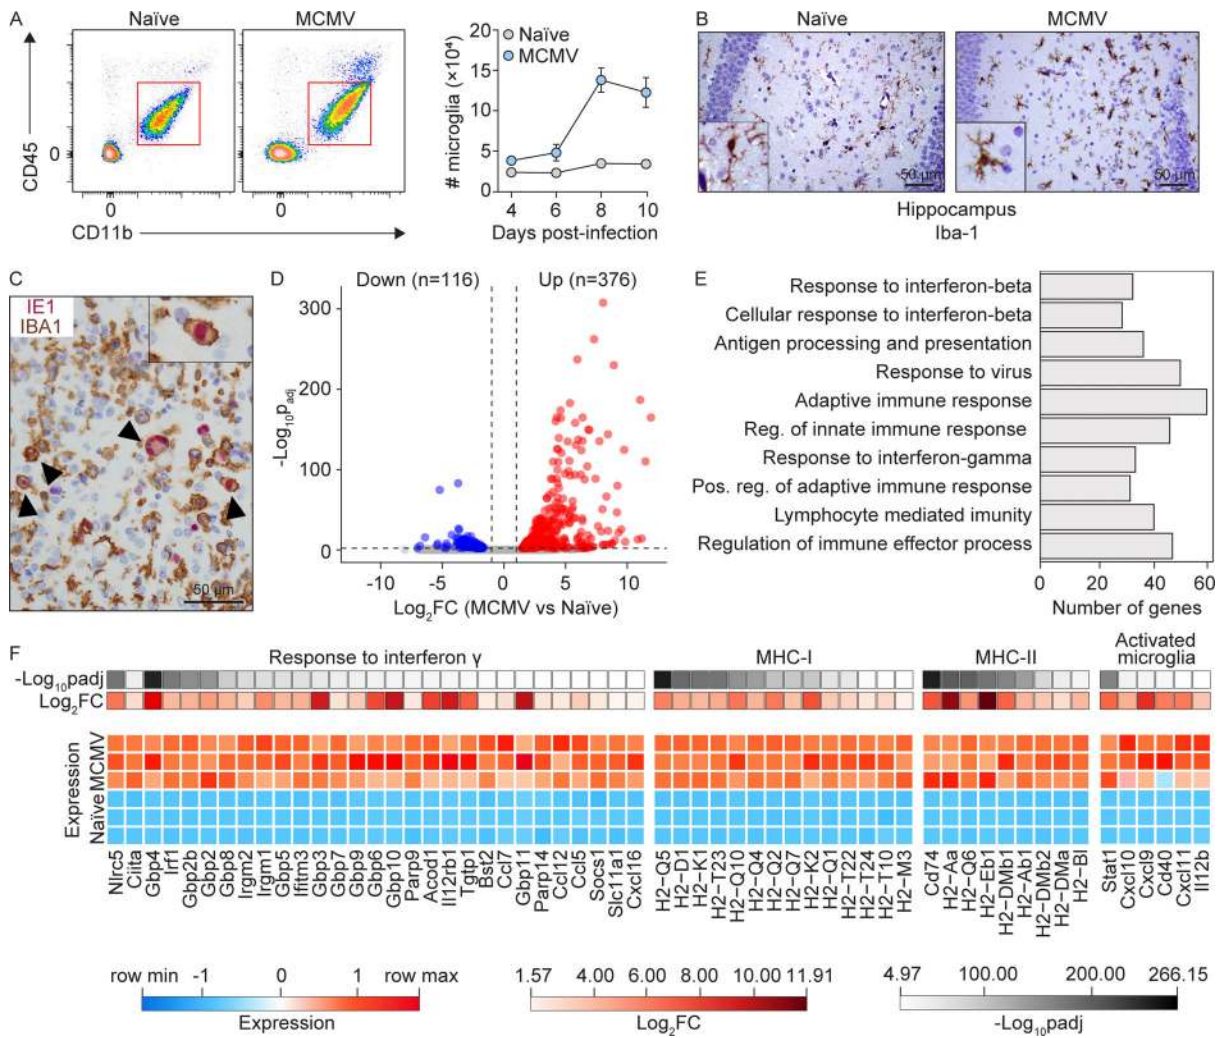 A
Naïve
MCMV
CD45
0
0
0
CD11b
# microglia (×10⁴)
20
15
10
5
0
Naïve
MCMV
4 6 8 10
Days post-infection
B
Naïve
MCMV
50 µm
50 µm
Hippocampus
Iba-1
C
IE1
IBA1
50 µm
D
Down (n=116)
Up (n=376)
-Log₁₀p_adj
300
200
100
0
-10 -5 0 5 10
Log₂FC (MCMV vs Naïve)
E
Response to interferon-beta
Cellular response to interferon-beta
Antigen processing and presentation
Response to virus
Adaptive immune response
Reg. of innate immune response
Response to interferon-gamma
Pos. reg. of adaptive immune response
Lymphocyte mediated imunity
Regulation of immune effector process
0 20 40 60
Number of genes
F
Response to interferon γ
MHC-I
MHC-II
Activated
microglia
-Log₁₀padj
Log₂FC
Expression
MCMV
Naïve
Nlrc5
Ciita
Gbp4
Irf1
Gbp2b
Gbp2
Gbp8
Irgm2
Irgm1
Gbp5
Ifitm3
Gbp3
Gbp7
Gbp9
Gbp6
Gbp10
Parp9
Acod1
Il12rb1
Tgtp1
Bst2
Ccl7
Gbp11
Parp14
Ccl12
Ccl5
Socs1
Slc11a1
Cxcl16
H2-Q5
H2-D1
H2-K1
H2-T23
H2-Q10
H2-Q4
H2-Q2
H2-Q7
H2-K2
H2-Q1
H2-T22
H2-T24
H2-T10
H2-M3
Cd74
H2-Aa
H2-Q6
H2-Eb1
H2-DMb1
H2-Ab1
H2-DMb2
H2-DMa
H2-Bl
Stat1
Cxcl10
Cxcl9
Cd40
Cxcl11
Il12b
row min -1 0 1 row max
Expression
1.57 4.00 6.00 8.00 10.00 11.91
Log₂FC
4.97 100.00 200.00 266.15
-Log₁₀padj